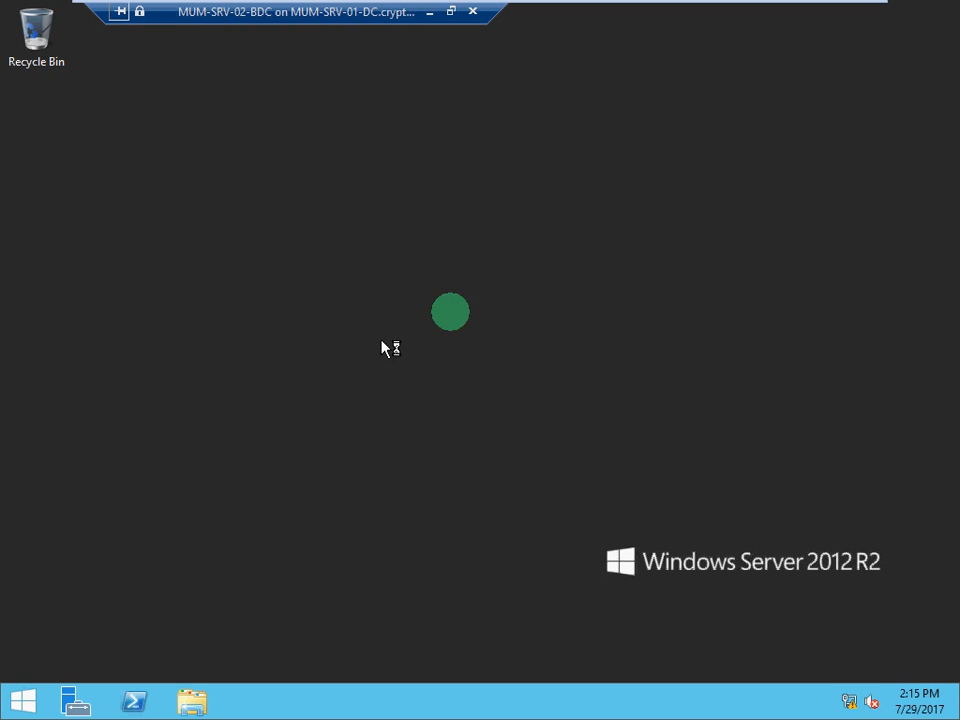 MUM-SRV-02-BDC on MUM-SRV-01-DC.crypt...
Recycle Bin
Windows Server 2012 R2
2:15 PM
7/29/2017